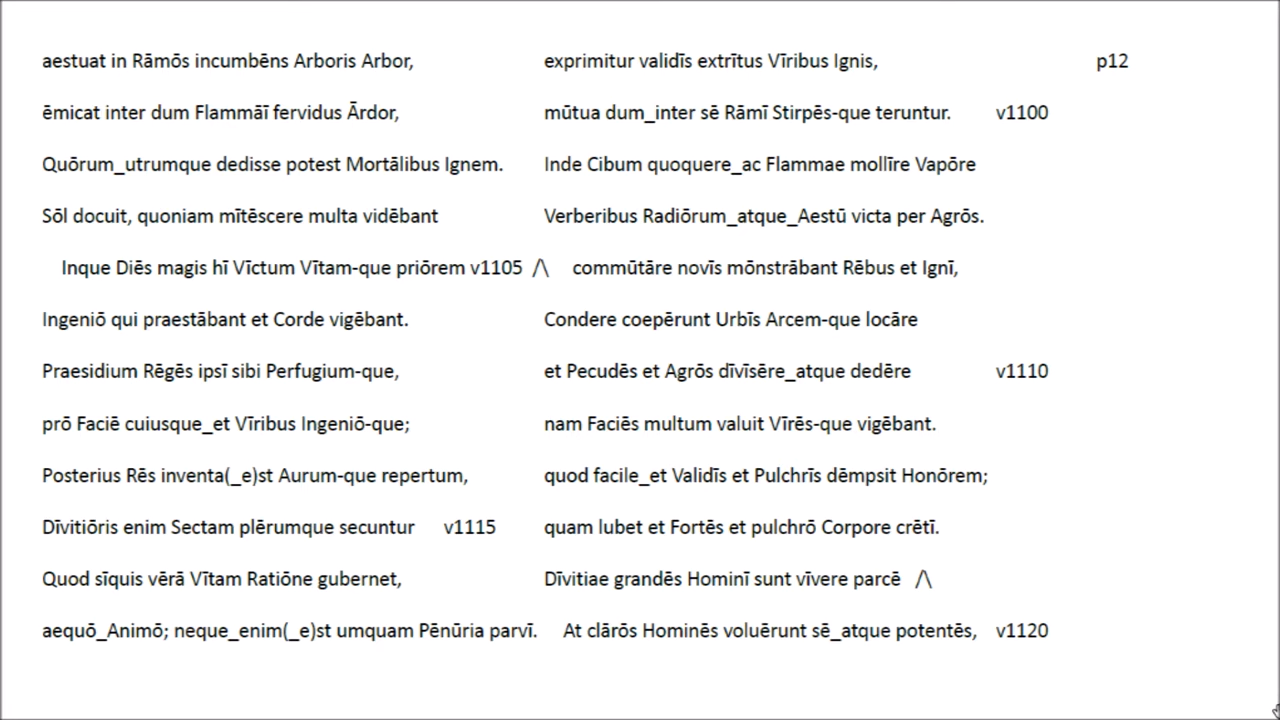 aestuat in Rāmōs incumbēns Arboris Arbor, exprimitur validīs extrītus Vīribus Ignis, p12
ēmicat inter dum Flammāī fervidus Ārdor, mūtua dum_inter sē Rāmī Stirpēs-que teruntur. v1100
Quōrum_utrumque dedisse potest Mortālibus Ignem. Inde Cibum quoquere_ac Flammae mollīre Vapōre
Sōl docuit, quoniam mītēscere multa vidēbant Verberibus Radiōrum_atque_Aestū victa per Agrōs.
Inque Diēs magis hī Vīctum Vītam-que priōrem v1105 /\ commūtāre novīs mōnstrābant Rēbus et Ignī,
Ingeniō qui praestābant et Corde vigēbant. Condere coepērunt Urbīs Arcem-que locāre
Praesidium Rēgēs ipsī sibi Perfugium-que, et Pecudēs et Agrōs dīvīsēre_atque dedēre v1110
prō Faciē cuiusque_et Vīribus Ingeniō-que; nam Faciēs multum valuit Vīrēs-que vigēbant.
Posterius Rēs inventa(_e)st Aurum-que repertum, quod facile_et Validīs et Pulchrīs dēmpsit Honōrem;
Dīvitiōris enim Sectam plērumque secuntur v1115 quam lubet et Fortēs et pulchrō Corpore crētī.
Quod sīquis vērā Vītam Ratiōne gubernet, Dīvitiae grandēs Hominī sunt vīvere parcē /\
aequō_Animō; neque_enim(_e)st umquam Pēnūria parvī. At clārōs Hominēs voluērunt sē_atque potentēs, v1120